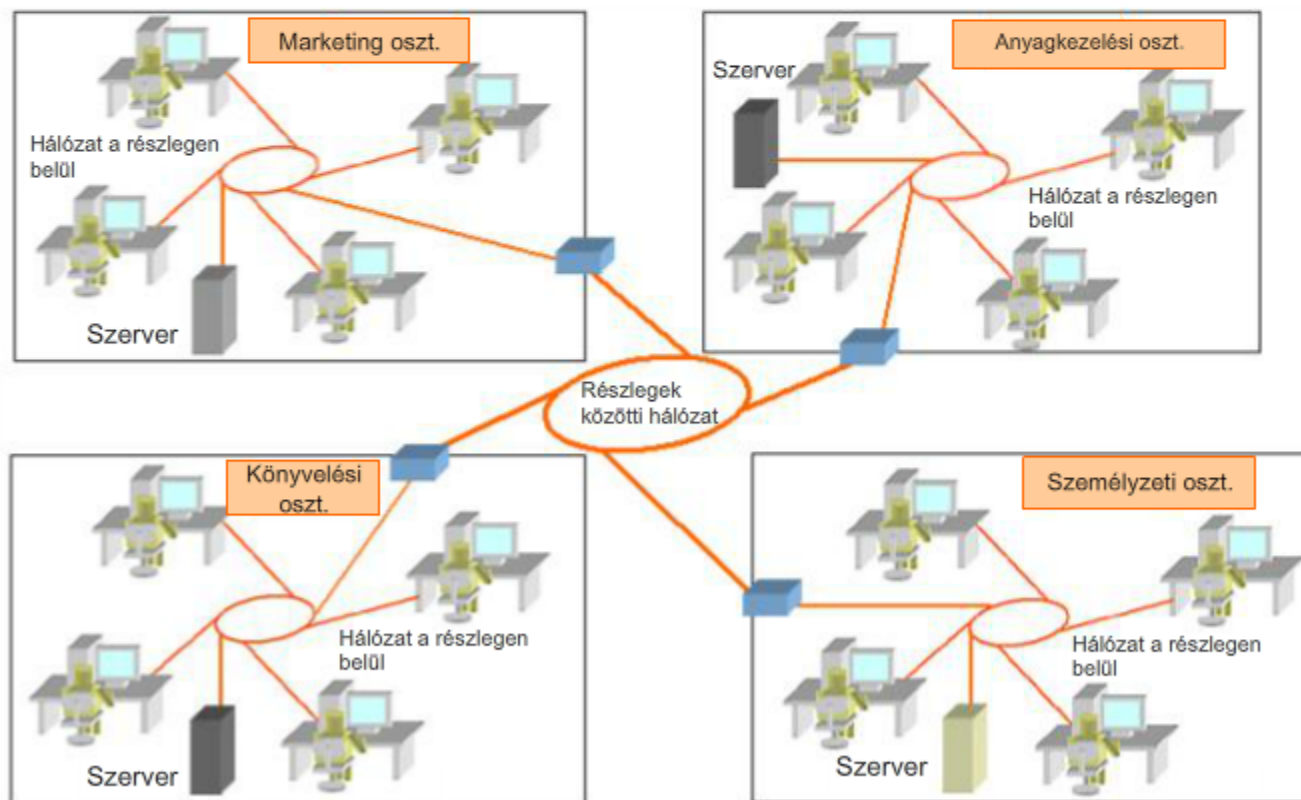 Marketing oszt.
Hálózat a részlegen
belül
Szerver
Anyagkezelési oszt.
Szerver
Hálózat a részlegen
belül
Részlegek
közötti hálózat
Könyvelési
oszt.
Hálózat a részlegen
belül
Szerver
Személyzeti oszt.
Hálózat a részlegen
belül
Szerver